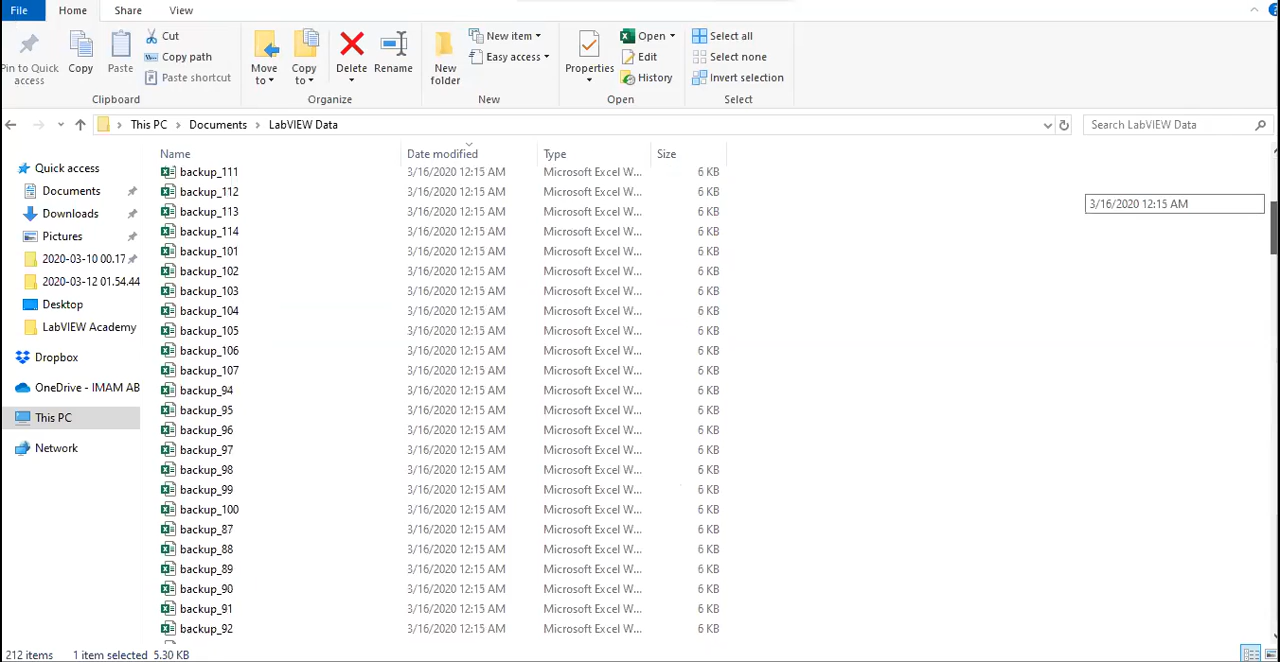 File Home Share View
Pin to Quick access
Copy
Paste
Cut
Copy path
Paste shortcut
Clipboard
Move to
Copy to
Delete
Rename
Organize
New folder
New item
Easy access
New
Properties
Open
Edit
History
Open
Select all
Select none
Invert selection
Select
This PC > Documents > LabVIEW Data
Search LabVIEW Data
Quick access
Documents
Downloads
Pictures
2020-03-10 00.17
2020-03-12 01.54.44
Desktop
LabVIEW Academy
Dropbox
OneDrive - IMAM AB
This PC
Network
Name Date modified Type Size
backup_111 3/16/2020 12:15 AM Microsoft Excel W... 6 KB
backup_112 3/16/2020 12:15 AM Microsoft Excel W... 6 KB
backup_113 3/16/2020 12:15 AM Microsoft Excel W... 6 KB
3/16/2020 12:15 AM
backup_114 3/16/2020 12:15 AM Microsoft Excel W... 6 KB
backup_101 3/16/2020 12:15 AM Microsoft Excel W... 6 KB
backup_102 3/16/2020 12:15 AM Microsoft Excel W... 6 KB
backup_103 3/16/2020 12:15 AM Microsoft Excel W... 6 KB
backup_104 3/16/2020 12:15 AM Microsoft Excel W... 6 KB
backup_105 3/16/2020 12:15 AM Microsoft Excel W... 6 KB
backup_106 3/16/2020 12:15 AM Microsoft Excel W... 6 KB
backup_107 3/16/2020 12:15 AM Microsoft Excel W... 6 KB
backup_94 3/16/2020 12:15 AM Microsoft Excel W... 6 KB
backup_95 3/16/2020 12:15 AM Microsoft Excel W... 6 KB
backup_96 3/16/2020 12:15 AM Microsoft Excel W... 6 KB
backup_97 3/16/2020 12:15 AM Microsoft Excel W... 6 KB
backup_98 3/16/2020 12:15 AM Microsoft Excel W... 6 KB
backup_99 3/16/2020 12:15 AM Microsoft Excel W... 6 KB
backup_100 3/16/2020 12:15 AM Microsoft Excel W... 6 KB
backup_87 3/16/2020 12:15 AM Microsoft Excel W... 6 KB
backup_88 3/16/2020 12:15 AM Microsoft Excel W... 6 KB
backup_89 3/16/2020 12:15 AM Microsoft Excel W... 6 KB
backup_90 3/16/2020 12:15 AM Microsoft Excel W... 6 KB
backup_91 3/16/2020 12:15 AM Microsoft Excel W... 6 KB
backup_92 3/16/2020 12:15 AM Microsoft Excel W... 6 KB
212 items 1 item selected 5.30 KB